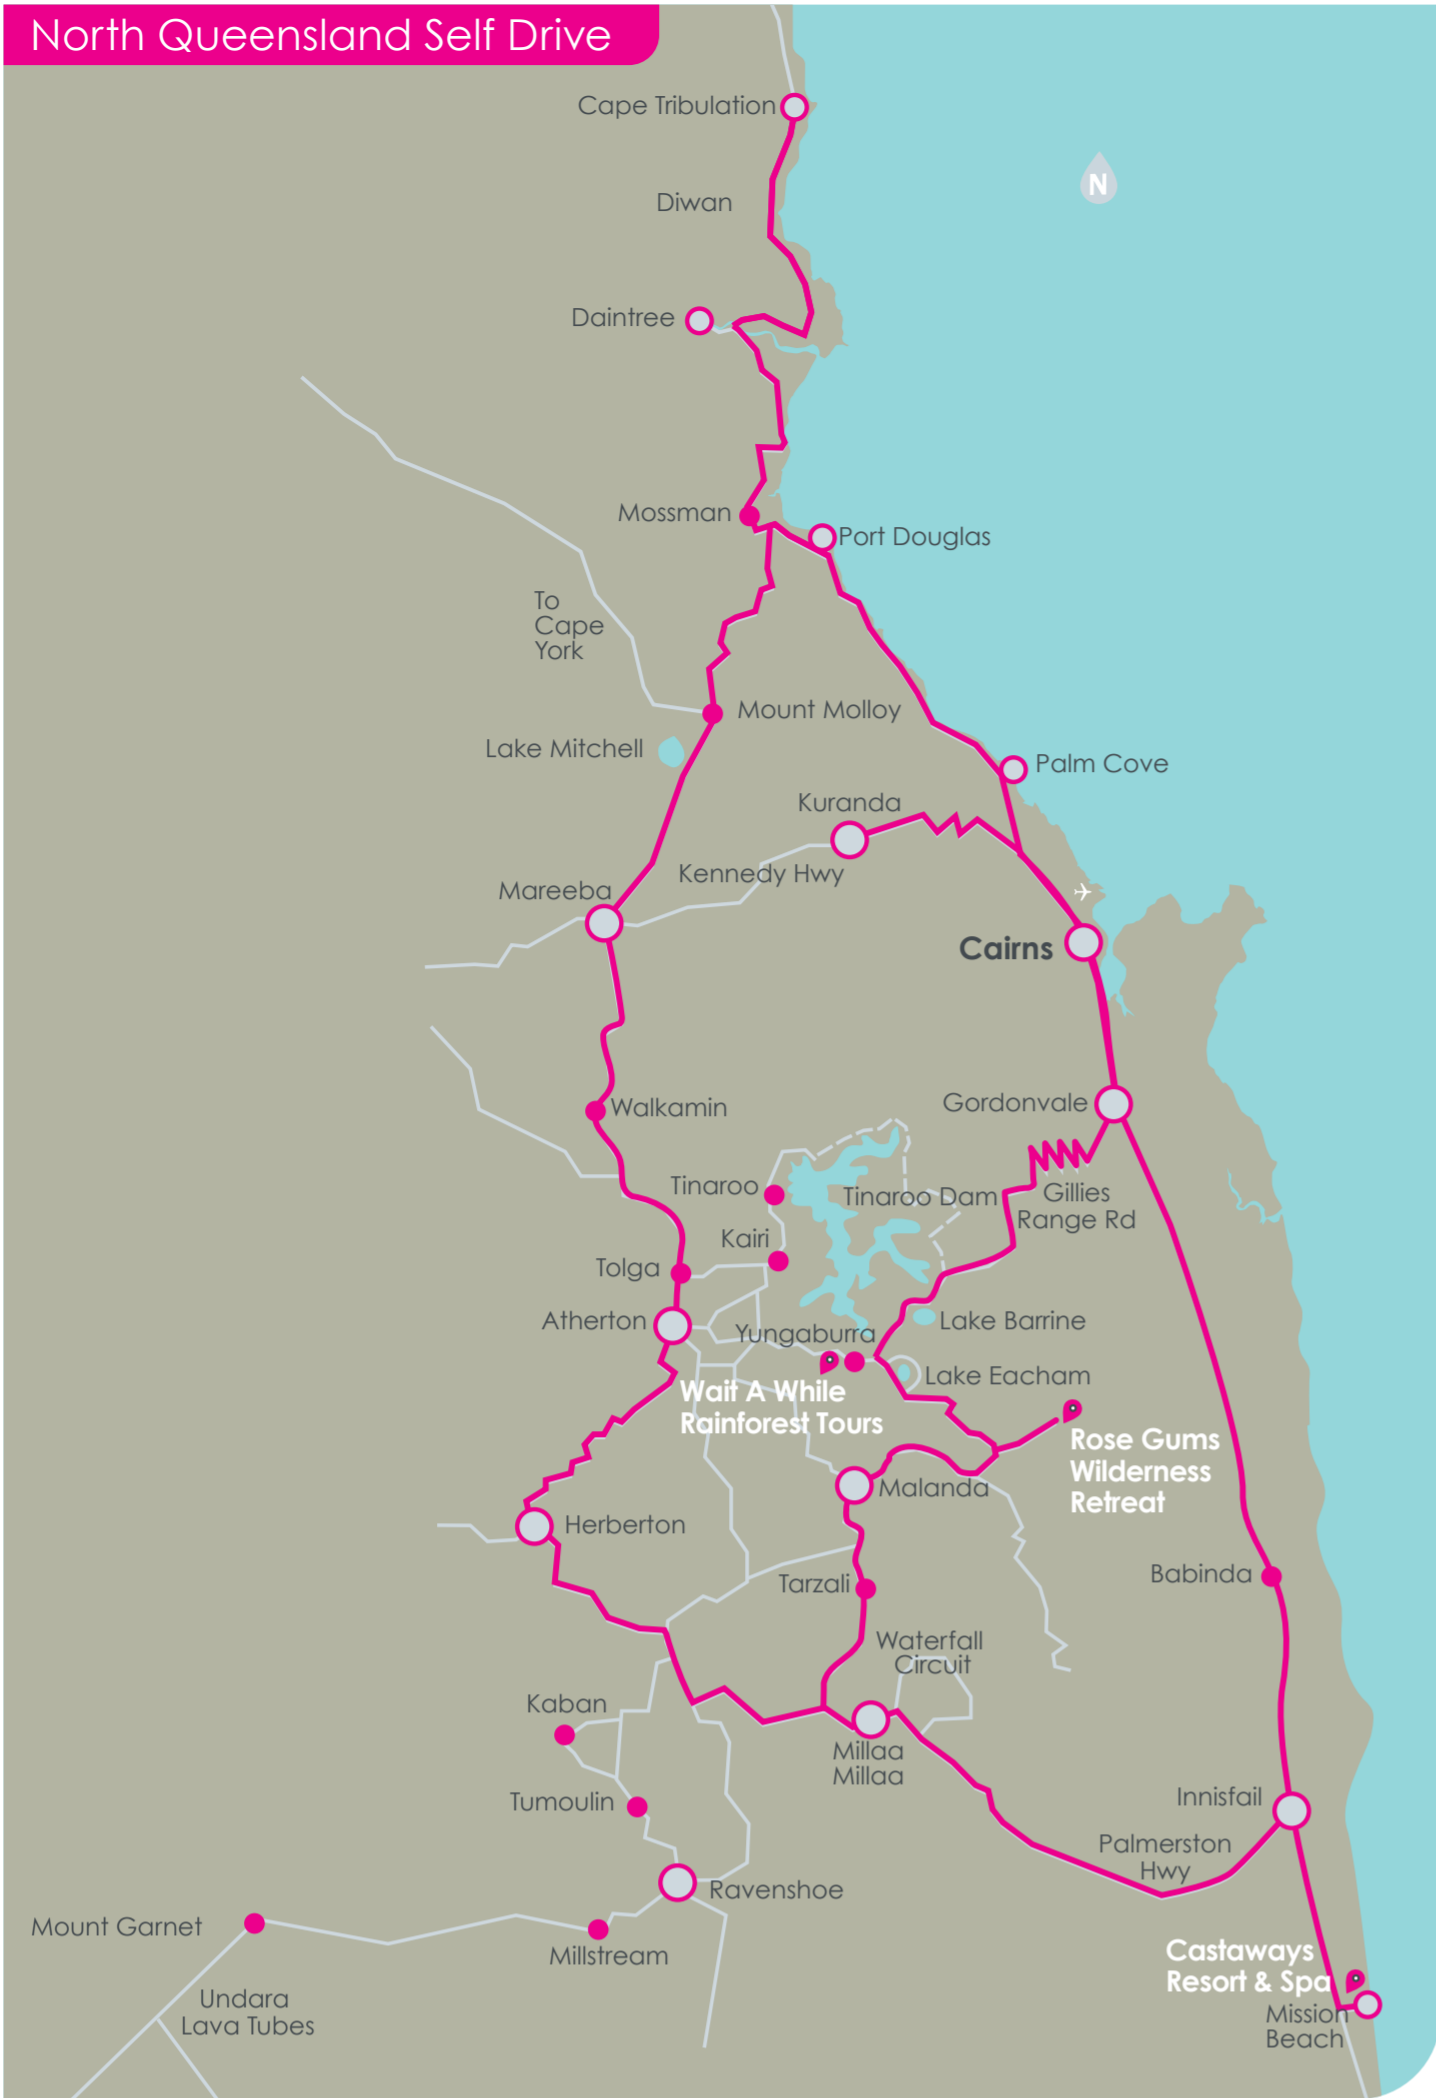 North Queensland Self Drive
Cape Tribulation
N
Diwan
Daintree
Mossman
Port Douglas
To
Cape
York
Mount Molloy
Lake Mitchell
Palm Cove
Kuranda
Kennedy Hwy
Mareeba
Cairns
Gordonvale
Walkamin
Tinaroo
Tinaroo Dam
Gillies
Range Rd
Kairi
Tolga
Atherton
Lake Barrine
Yungaburra
Lake Eacham
Wait A While
Rainforest Tours
Rose Gums
Wilderness
Retreat
Malanda
Herberton
Babinda
Tarzali
Waterfall
Circuit
Kaban
Millaa
Millaa
Tumoulin
Innisfail
Palmerston
Hwy
Ravenshoe
Mount Garnet
Millstream
Castaways
Resort & Spa
Undara
Lava Tubes
Mission
Beach